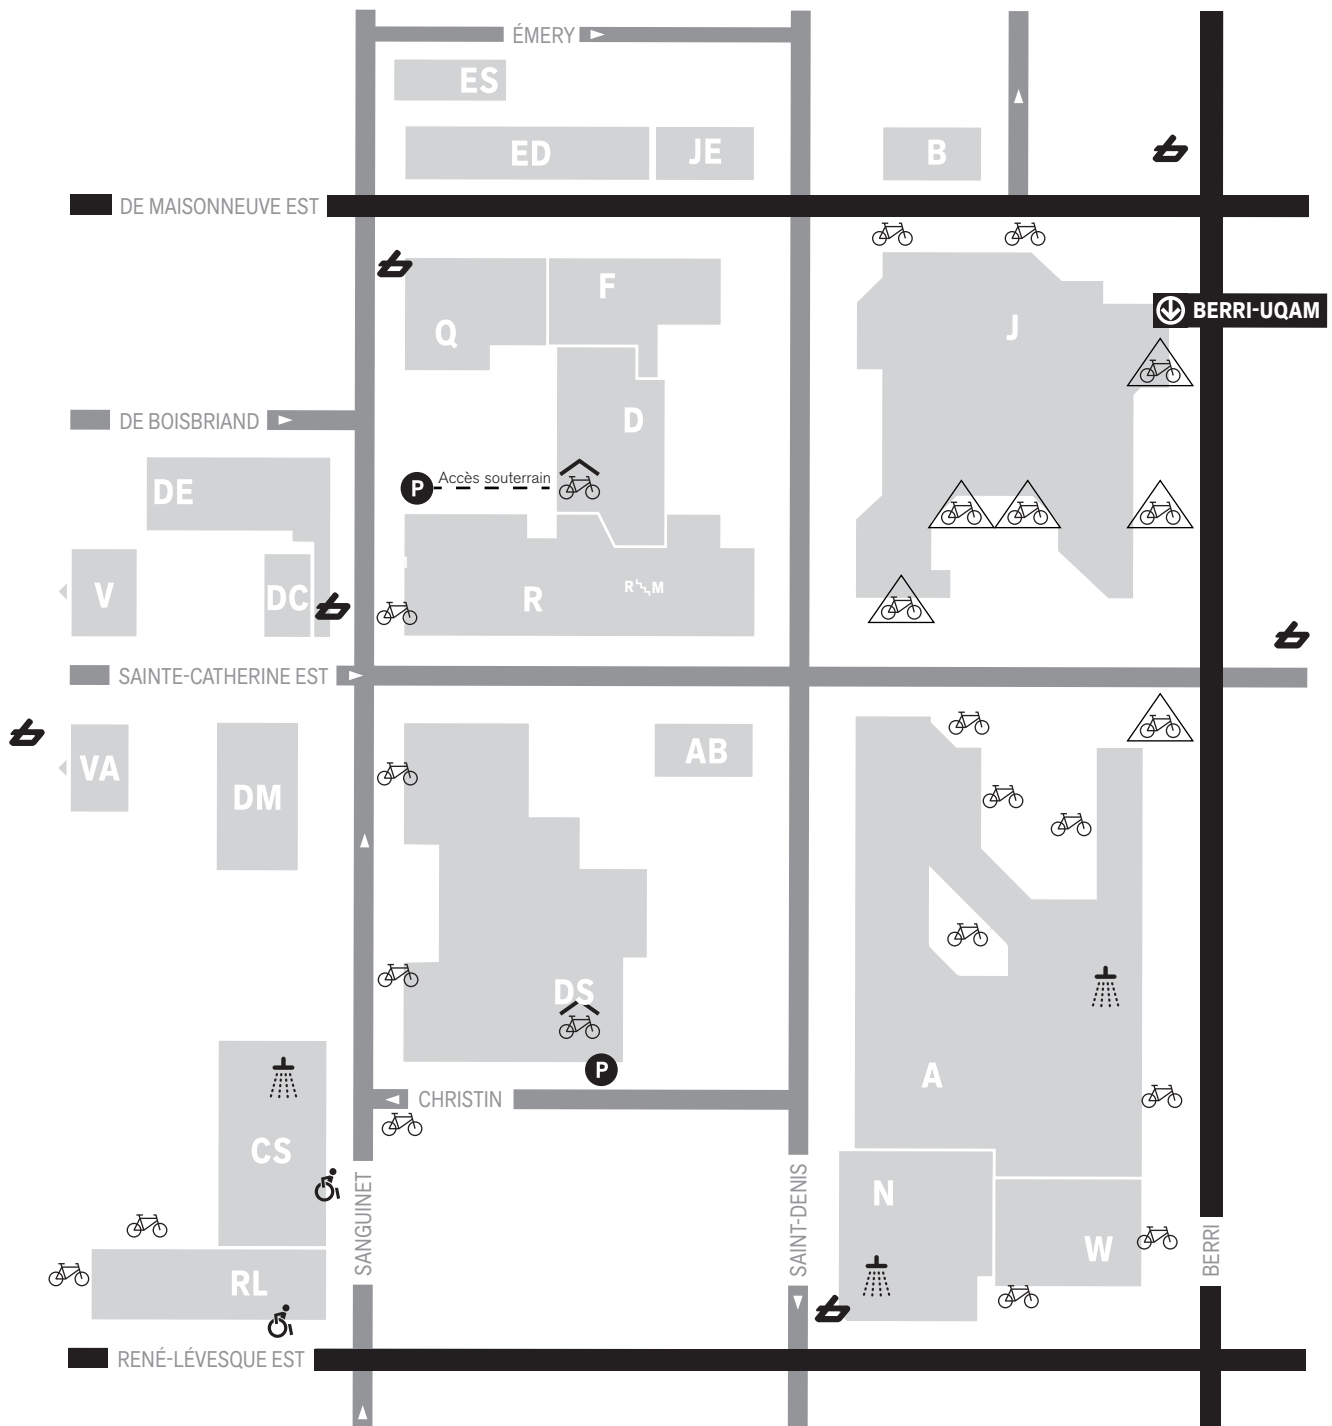 ÉMERY
ES
ED
JE
B
DE MAISONNEUVE EST
F
Q
J
BERRI-UQAM
D
DE BOISBRIAND
Accès souterrain
P
DE
V
DC
R
R M
SAINTE-CATHERINE EST
VA
DM
AB
DS
P
A
CHRISTIN
CS
N
W
SANGUINET
SAINT-DENIS
BERRI
RL
RENÉ-LÉVESQUE EST